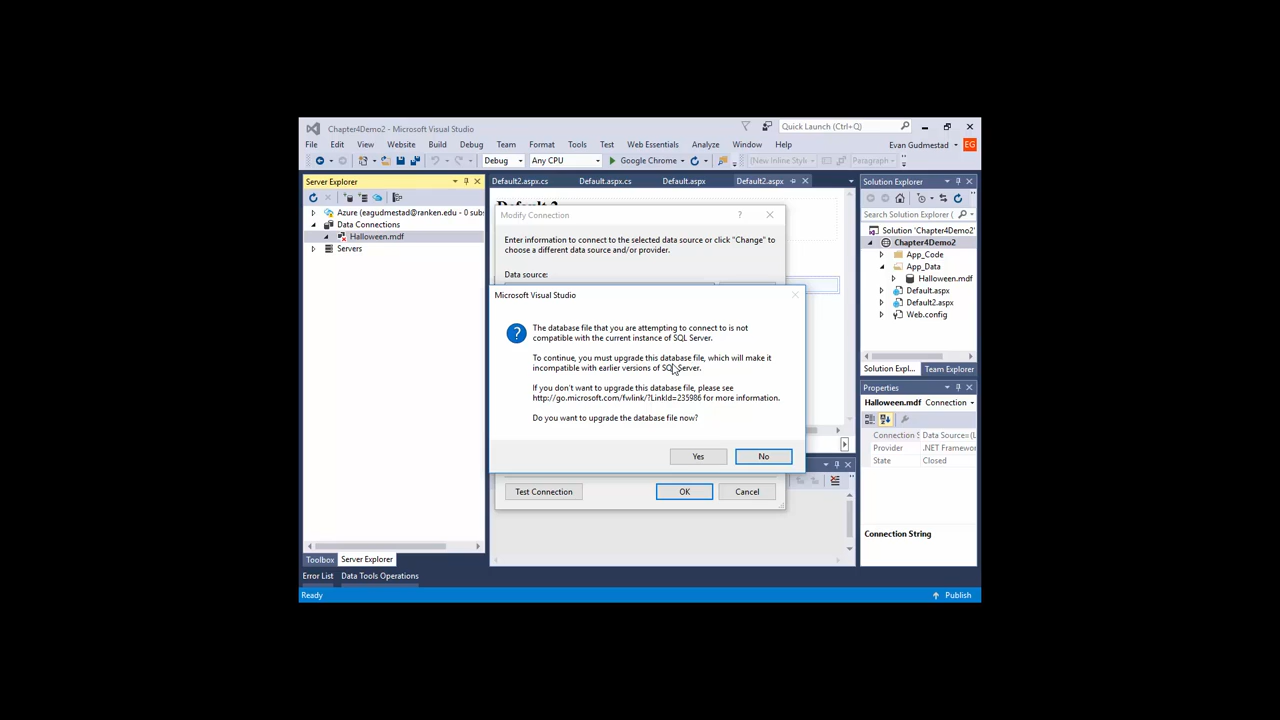 Chapter4Demo2 - Microsoft Visual Studio
Quick Launch (Ctrl+Q)
File Edit View Website Build Debug Team Format Tools Test Web Essentials Analyze Window Help
Evan Gudmestad EG
Debug Any CPU Google Chrome (New Inline Style Paragraph
Server Explorer
Default2.aspx.cs Default.aspx.cs Default.aspx Default2.aspx
Solution Explorer
Azure (eagudmestad@ranken.edu - 0 subs
Data Connections
Halloween.mdf
Servers
Default 2
Modify Connection
?
Enter information to connect to the selected data source or click "Change" to
choose a different data source and/or provider.
Data source:
Search Solution Explorer (
Solution 'Chapter4Demo2'
Chapter4Demo2
App_Code
App_Data
Halloween.mdf
Default.aspx
Default2.aspx
Web.config
Microsoft Visual Studio
The database file that you are attempting to connect to is not
compatible with the current instance of SQL Server.
To continue, you must upgrade this database file, which will make it
incompatible with earlier versions of SQL Server.
If you don't want to upgrade this database file, please see
http://go.microsoft.com/fwlink/?LinkId=235986 for more information.
Do you want to upgrade the database file now?
Yes No
Test Connection OK Cancel
Solution Expl... Team Explorer
Properties
Halloween.mdf Connection
Connection S Data Source=(L
Provider .NET Framewor
State Closed
Connection String
Toolbox Server Explorer
Error List Data Tools Operations
Ready
Publish